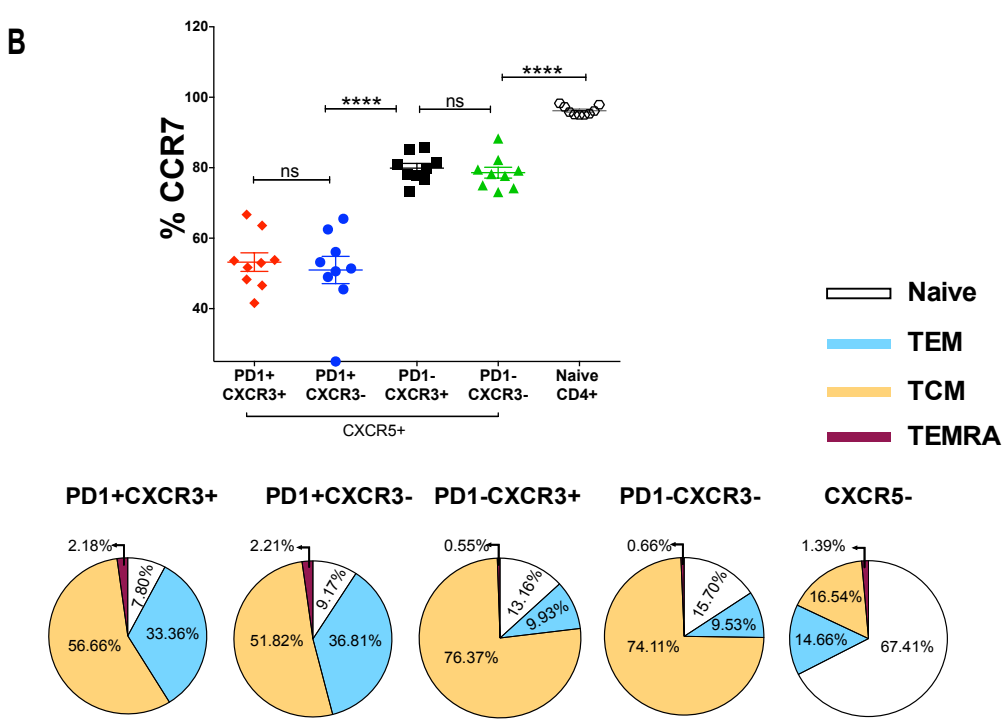 B
% CCR7
120
100
80
60
40
ns
****
ns
****
PD1+
CXCR3+
PD1+
CXCR3-
PD1-
CXCR3+
PD1-
CXCR3-
Naive
CD4+
CXCR5+
Naive
TEM
TCM
TEMRA
PD1+CXCR3+
2.18%
7.80%
33.36%
56.66%
PD1+CXCR3-
2.21%
9.17%
36.81%
51.82%
PD1-CXCR3+
0.55%
13.16%
9.93%
76.37%
PD1-CXCR3-
0.66%
15.70%
9.53%
74.11%
CXCR5-
1.39%
16.54%
14.66%
67.41%